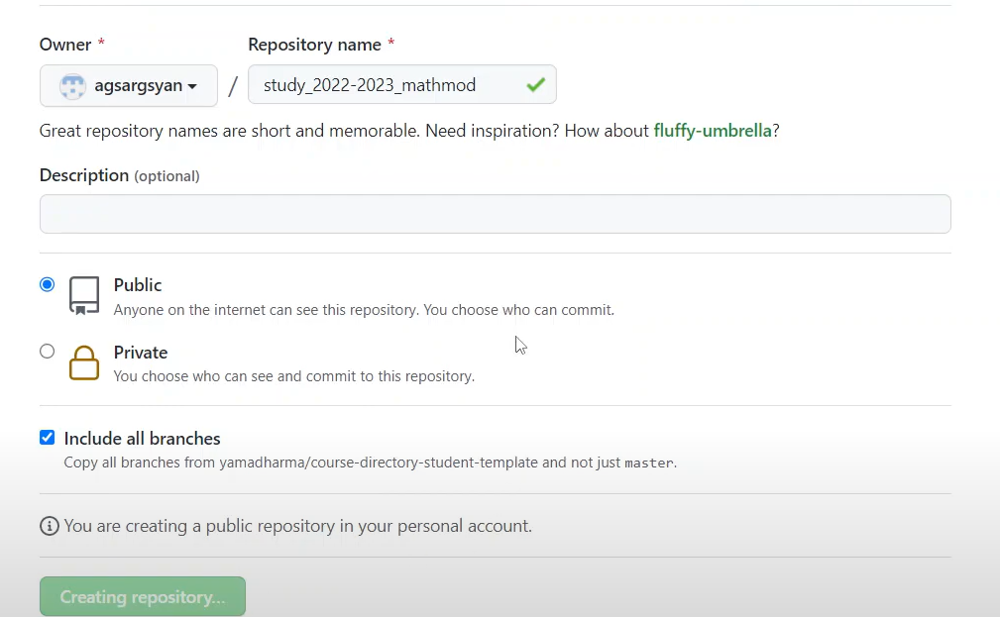 Owner * Repository name *
agsargsyan / study_2022-2023_mathmod
Great repository names are short and memorable. Need inspiration? How about fluffy-umbrella?
Description (optional)
Public
Anyone on the internet can see this repository. You choose who can commit.
Private
You choose who can see and commit to this repository.
Include all branches
Copy all branches from yamadharma/course-directory-student-template and not just master.
You are creating a public repository in your personal account.
Creating repository...